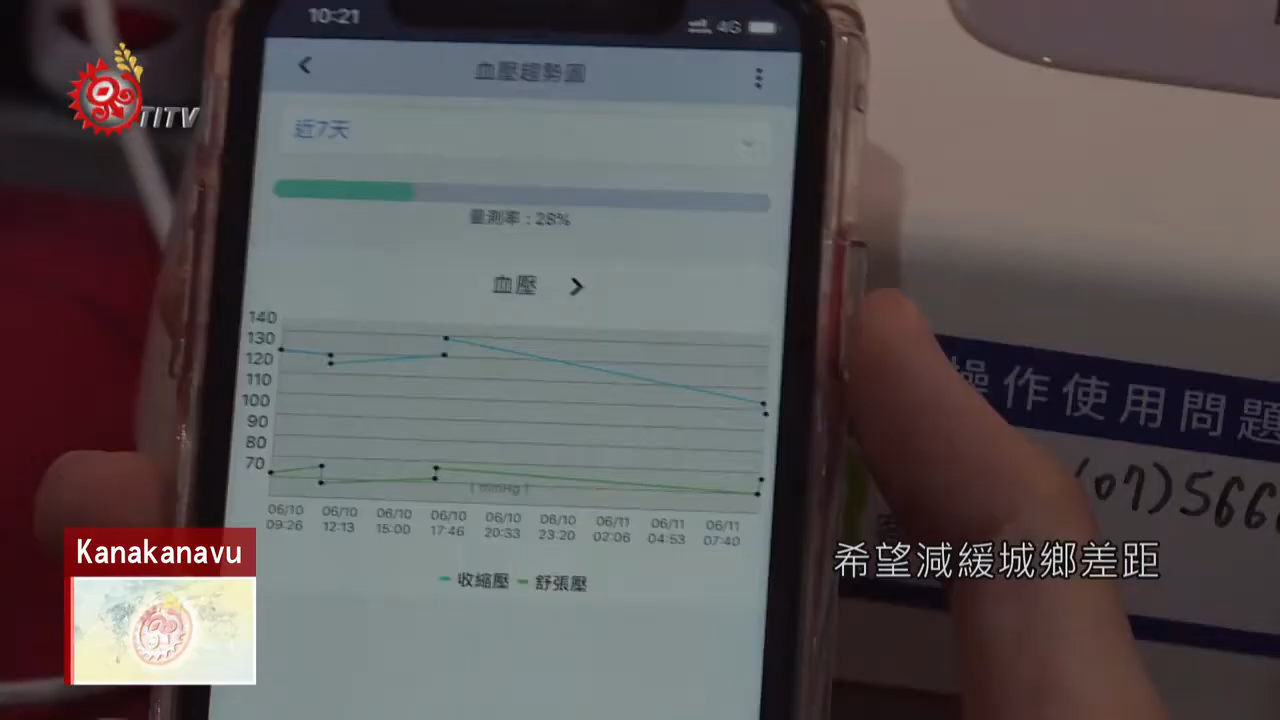 10:21
4G
TITV
血壓趨勢圖
近7天
量測率：28%
血壓
140
130
120
110
100
90
80
70
( mmHg )
06/10 06/10 06/10 06/10 06/10 06/10 06/11 06/11 06/11
09:26 12:13 15:00 17:46 20:33 23:20 02:06 04:53 07:40
收縮壓 舒張壓
操作使用問題
(07)566
Kanakanavu
希望減緩城鄉差距